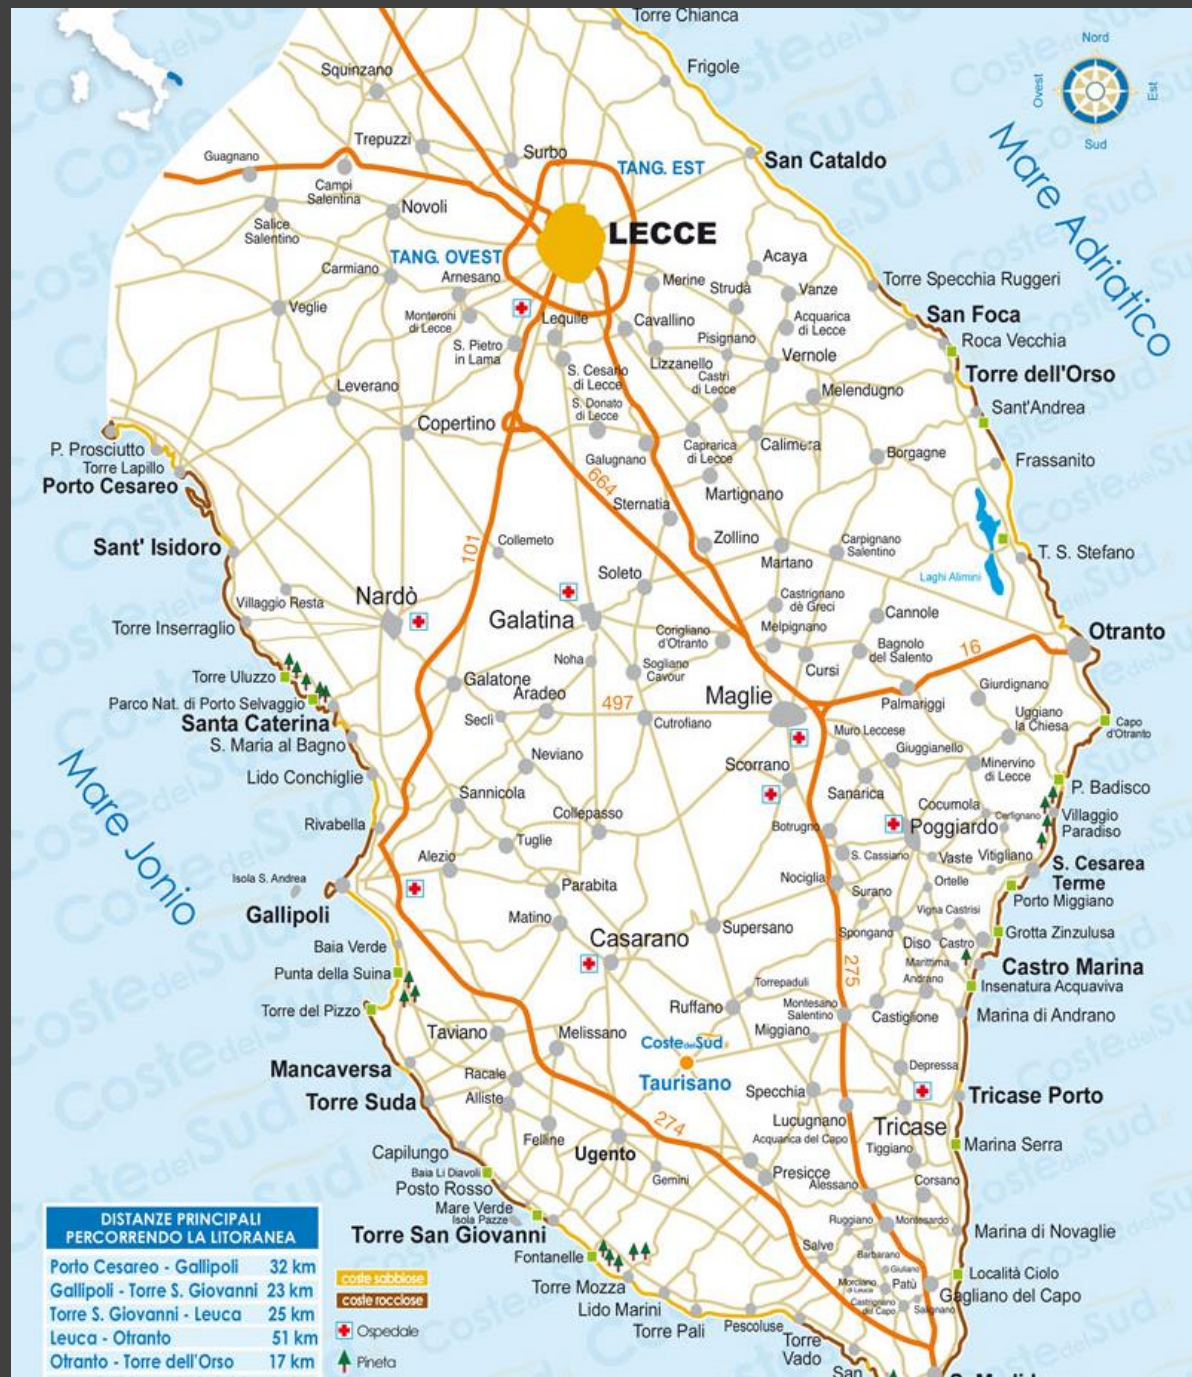 Torre Chianca
Frigole
Nord
Ovest
Est
Sud
Mare Adriatico
Squinzano
Trepuzzi
Surbo
TANG. EST
San Cataldo
Guagnano
Campi
Salentina
Novoli
Salice
Salentino
LECCE
TANG. OVEST
Carmiano
Arnesano
Acaya
Merine
Strudà
Vanze
Torre Specchia Ruggeri
Veglie
Monteroni
di Lecce
Lequile
Cavallino
Acquarica
di Lecce
San Foca
Pisignano
Roca Vecchia
S. Pietro
in Lama
Lizzanello
Vernole
S. Cesario
di Lecce
Castri
di Lecce
Torre dell'Orso
Leverano
Melendugno
S. Donato
di Lecce
Sant'Andrea
Copertino
P. Prosciutto
Torre Lapillo
Porto Cesareo
Galugnano
Caprarica
di Lecce
Calimera
Borgagne
Frassanito
664
Martignano
Sternatia
Sant' Isidoro
101
Collemeto
Zollino
Martano
Carpignano
Salentino
T. S. Stefano
Soleto
Laghi Alimini
Villaggio Resta
Nardò
Galatina
Castrignano
dè Greci
Cannole
Torre Inserraglio
Corigliano
d'Otranto
Melpignano
Bagnolo
del Salento
16
Otranto
Noha
Sogliano
Cavour
Cursi
Torre Uluzzo
Galatone
Parco Nat. di Porto Selvaggio
Aradeo
497
Maglie
Palmariggi
Giurdignano
Santa Caterina
Seclì
Cutrofiano
Uggiano
la Chiesa
Capo
d'Otranto
S. Maria al Bagno
Muro Leccese
Giuggianello
Mare Jonio
Neviano
Scorrano
Minervino
di Lecce
Lido Conchiglie
Sannicola
Sanarica
P. Badisco
Collepasso
Cocumola
Cerfignano
Villaggio
Paradiso
Rivabella
Botrugno
Poggiardo
Tuglie
Alezio
S. Cassiano
Vaste
Vitigliano
S. Cesarea
Terme
Isola S. Andrea
Parabita
Nociglia
Surano
Ortelle
Porto Miggiano
Gallipoli
Matino
Supersano
Vigna Castrisi
Spongano
Grotta Zinzulusa
Baia Verde
Casarano
Diso
Castro
Castro Marina
Punta della Suina
275
Marittima
Andrano
Insenatura Acquaviva
Torrepaduli
Torre del Pizzo
Ruffano
Montesano
Salentino
Castiglione
Marina di Andrano
Taviano
Melissano
Miggiano
Coste del Sud.it
Mancaversa
Racale
Taurisano
Depressa
Torre Suda
Alliste
Specchia
Tricase Porto
274
Lucugnano
Tricase
Felline
Acquarica del Capo
Tiggiano
Marina Serra
Capilungo
Ugento
Baia Li Diavoli
Posto Rosso
Gemini
Presicce
Alessano
Corsano
Mare Verde
Isola Pazze
Torre San Giovanni
Ruggiano
Montesardo
Marina di Novaglie
Salve
Barbarano
Fontanelle
Giuliano
Località Ciolo
Torre Mozza
Morciano
di Leuca
Patù
Gagliano del Capo
Lido Marini
Castrignano
del Capo
Salignano
Torre Pali
Pescoluse
Torre
Vado
San
DISTANZE PRINCIPALI
PERCORRENDO LA LITORANEA
Porto Cesareo - Gallipoli 32 km
Gallipoli - Torre S. Giovanni 23 km
Torre S. Giovanni - Leuca 25 km
Leuca - Otranto 51 km
Otranto - Torre dell'Orso 17 km
coste sabbiose
coste rocciose
Ospedale
Pineta